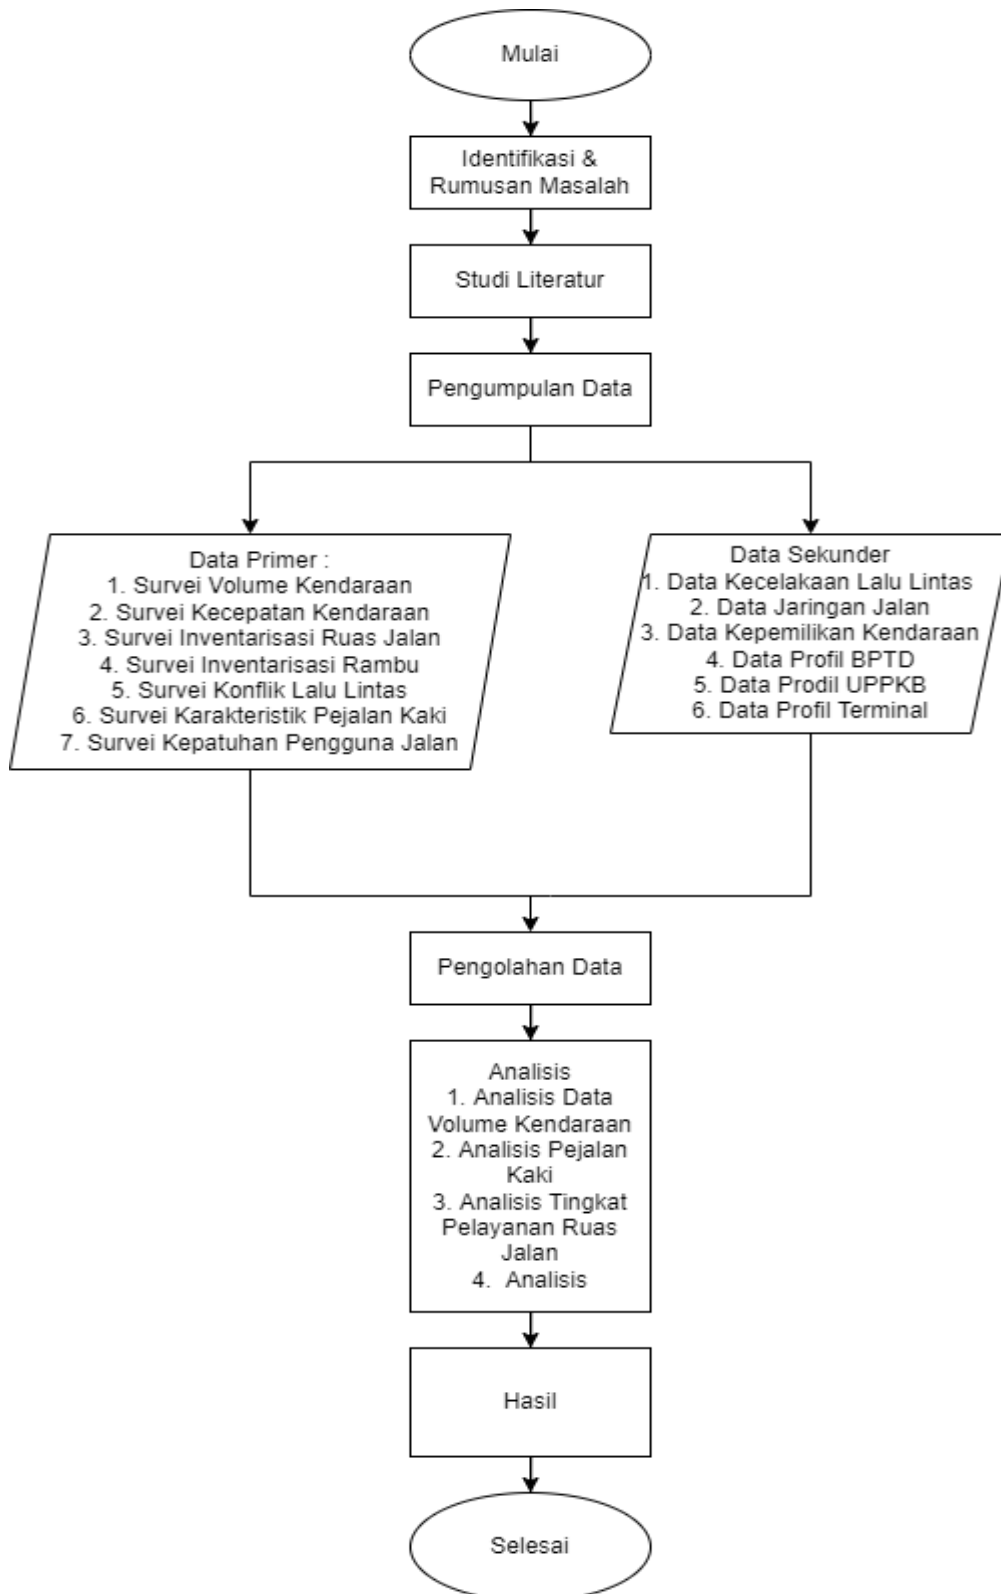 Mulai
Identifikasi &
Rumusan Masalah
Studi Literatur
Pengumpulan Data
Data Primer :
1. Survei Volume Kendaraan
2. Survei Kecepatan Kendaraan
3. Survei Inventarisasi Ruas Jalan
4. Survei Inventarisasi Rambu
5. Survei Konflik Lalu Lintas
6. Survei Karakteristik Pejalan Kaki
7. Survei Kepatuhan Pengguna Jalan
Data Sekunder
1. Data Kecelakaan Lalu Lintas
2. Data Jaringan Jalan
3. Data Kepemilikan Kendaraan
4. Data Profil BPTD
5. Data Prodil UPPKB
6. Data Profil Terminal
Pengolahan Data
Analisis
1. Analisis Data
Volume Kendaraan
2. Analisis Pejalan
Kaki
3. Analisis Tingkat
Pelayanan Ruas
Jalan
4. Analisis
Hasil
Selesai